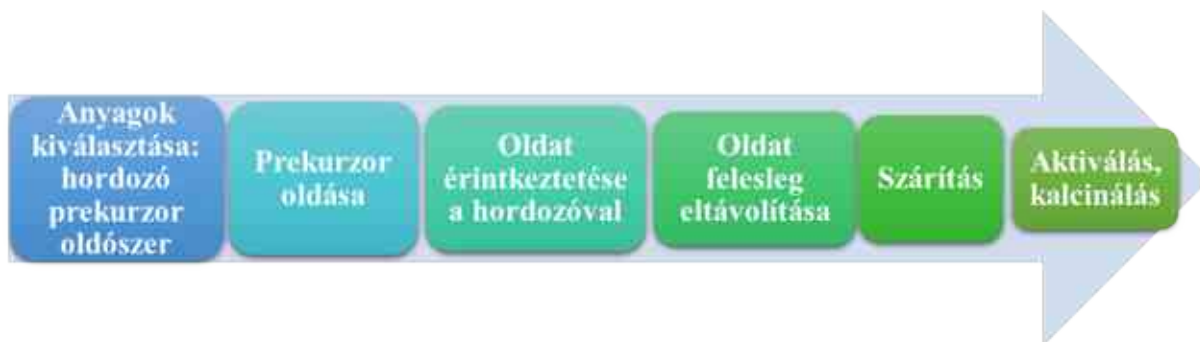 Anyagok
kiválasztása:
hordozó
prekurzor
oldószer
Prekurzor
oldása
Oldat
érintkeztetése
a hordozóval
Oldat
felesleg
eltávolítása
Szárítás
Aktiválás,
kalcinálás